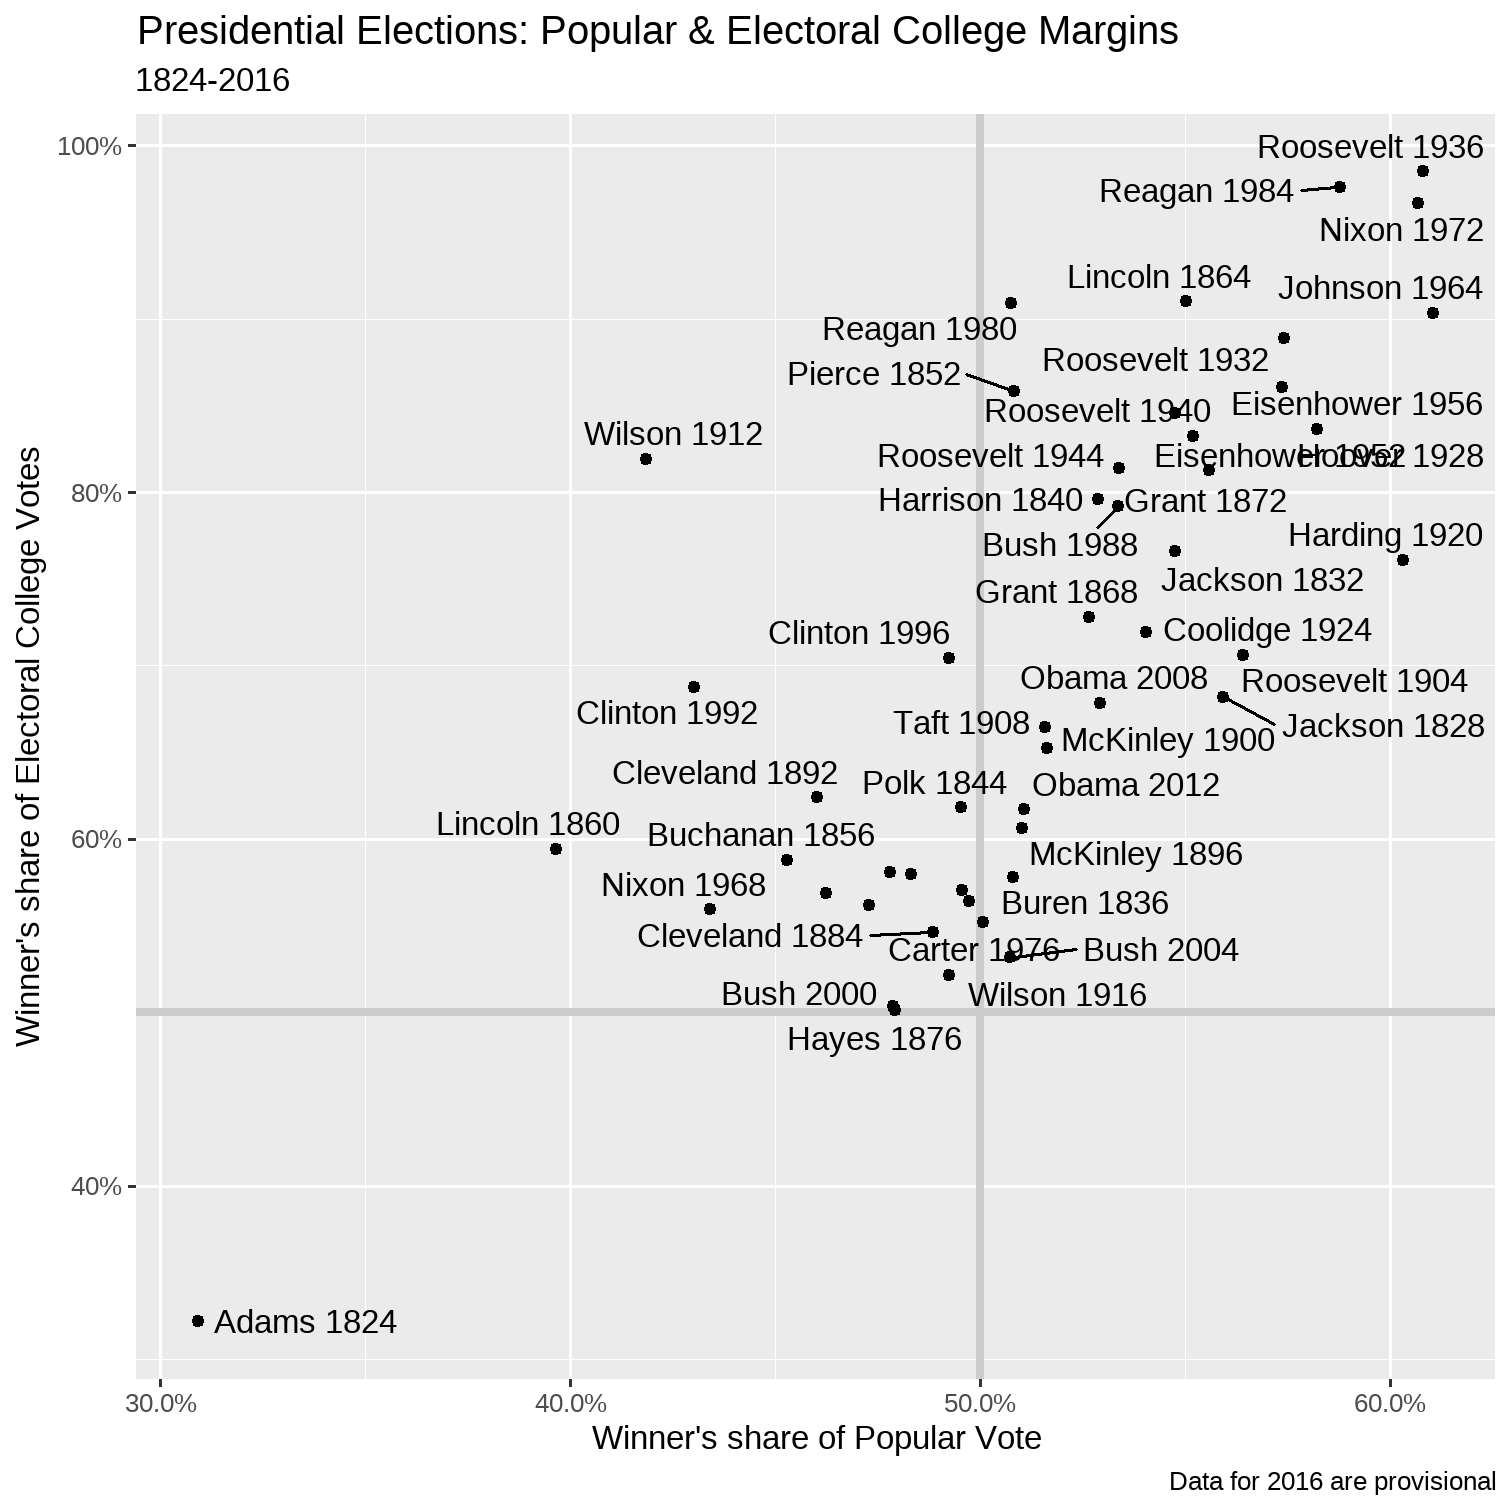 Presidential Elections: Popular & Electoral College Margins
1824-2016
Winner's share of Electoral College Votes
100%
80%
60%
40%
Roosevelt 1936
Reagan 1984
Nixon 1972
Lincoln 1864
Johnson 1964
Reagan 1980
Roosevelt 1932
Pierce 1852
Roosevelt 1940
Eisenhower 1956
Wilson 1912
Roosevelt 1944
Eisenhower 1952
Hoover 1928
Harrison 1840
Grant 1872
Bush 1988
Harding 1920
Jackson 1832
Grant 1868
Clinton 1996
Coolidge 1924
Obama 2008
Roosevelt 1904
Clinton 1992
Taft 1908
Jackson 1828
McKinley 1900
Cleveland 1892
Polk 1844
Obama 2012
Lincoln 1860
Buchanan 1856
McKinley 1896
Nixon 1968
Buren 1836
Cleveland 1884
Carter 1976
Bush 2004
Bush 2000
Wilson 1916
Hayes 1876
Adams 1824
30.0%
40.0%
50.0%
60.0%
Winner's share of Popular Vote
Data for 2016 are provisional